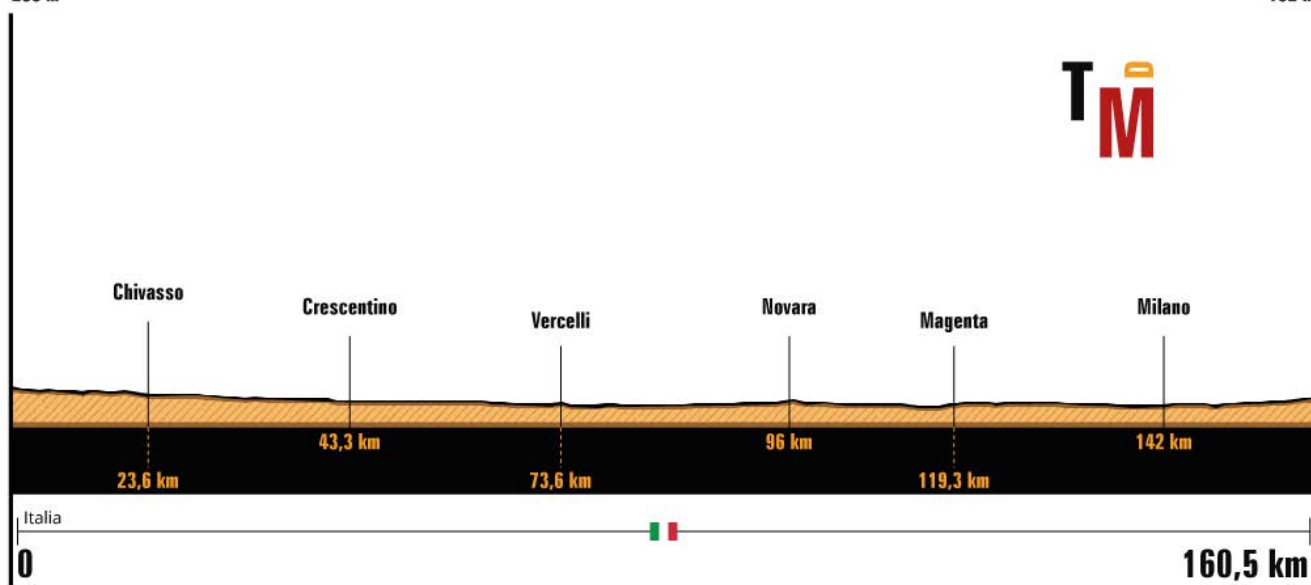 T
D
M
Chivasso
Crescentino
Vercelli
Novara
Magenta
Milano
43,3 km
96 km
142 km
23,6 km
73,6 km
119,3 km
Italia
0
160,5 km